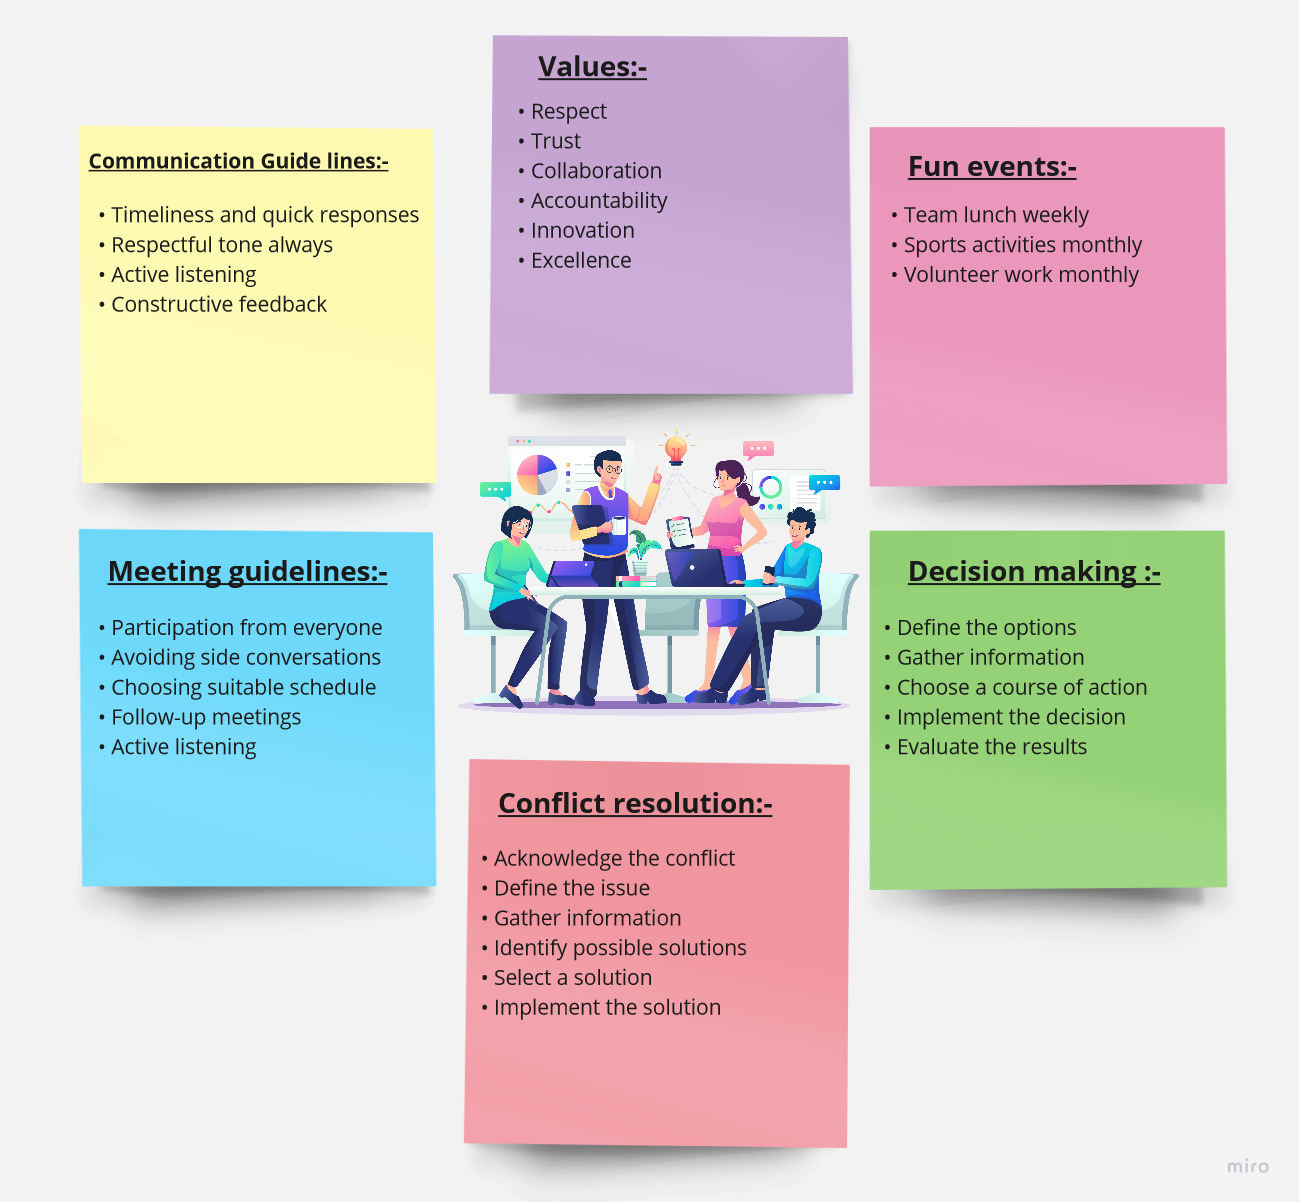 Values:-
• Respect
• Trust
• Collaboration
• Accountability
• Innovation
• Excellence
Communication Guide lines:-
• Timeliness and quick responses
• Respectful tone always
• Active listening
• Constructive feedback
Fun events:-
• Team lunch weekly
• Sports activities monthly
• Volunteer work monthly
Meeting guidelines:-
• Participation from everyone
• Avoiding side conversations
• Choosing suitable schedule
• Follow-up meetings
• Active listening
Decision making :-
• Define the options
• Gather information
• Choose a course of action
• Implement the decision
• Evaluate the results
Conflict resolution:-
• Acknowledge the conflict
• Define the issue
• Gather information
• Identify possible solutions
• Select a solution
• Implement the solution
miro